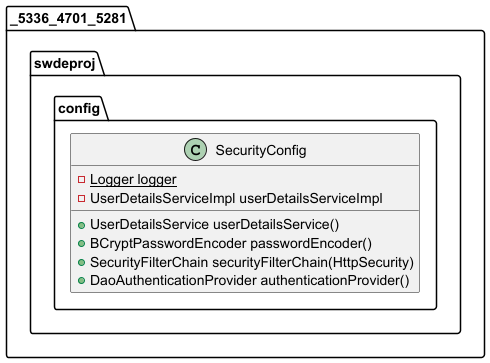 _5336_4701_5281
swdeproj
config
C SecurityConfig
Logger logger
UserDetailsServiceImpl userDetailsServiceImpl
UserDetailsService userDetailsService()
BCryptPasswordEncoder passwordEncoder()
SecurityFilterChain securityFilterChain(HttpSecurity)
DaoAuthenticationProvider authenticationProvider()